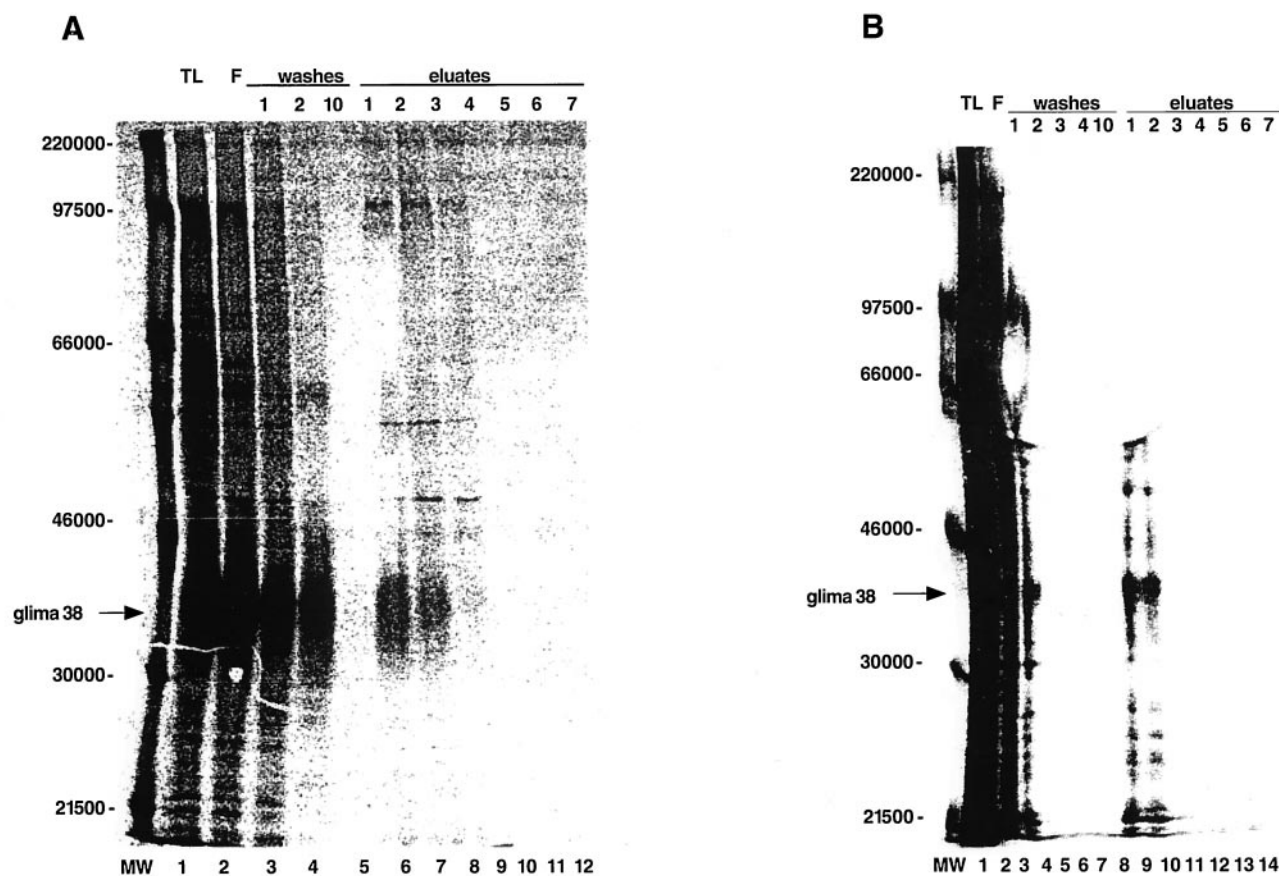 A
TL F washes eluates
1 2 10 1 2 3 4 5 6 7
220000-
97500-
66000-
46000-
glima 38
30000-
21500-
MW 1 2 3 4 5 6 7 8 9 10 11 12
B
TL F washes eluates
1 2 3 4 10 1 2 3 4 5 6 7
220000-
97500-
66000-
46000-
glima 38
30000-
21500-
MW 1 2 3 4 5 6 7 8 9 10 11 12 13 14